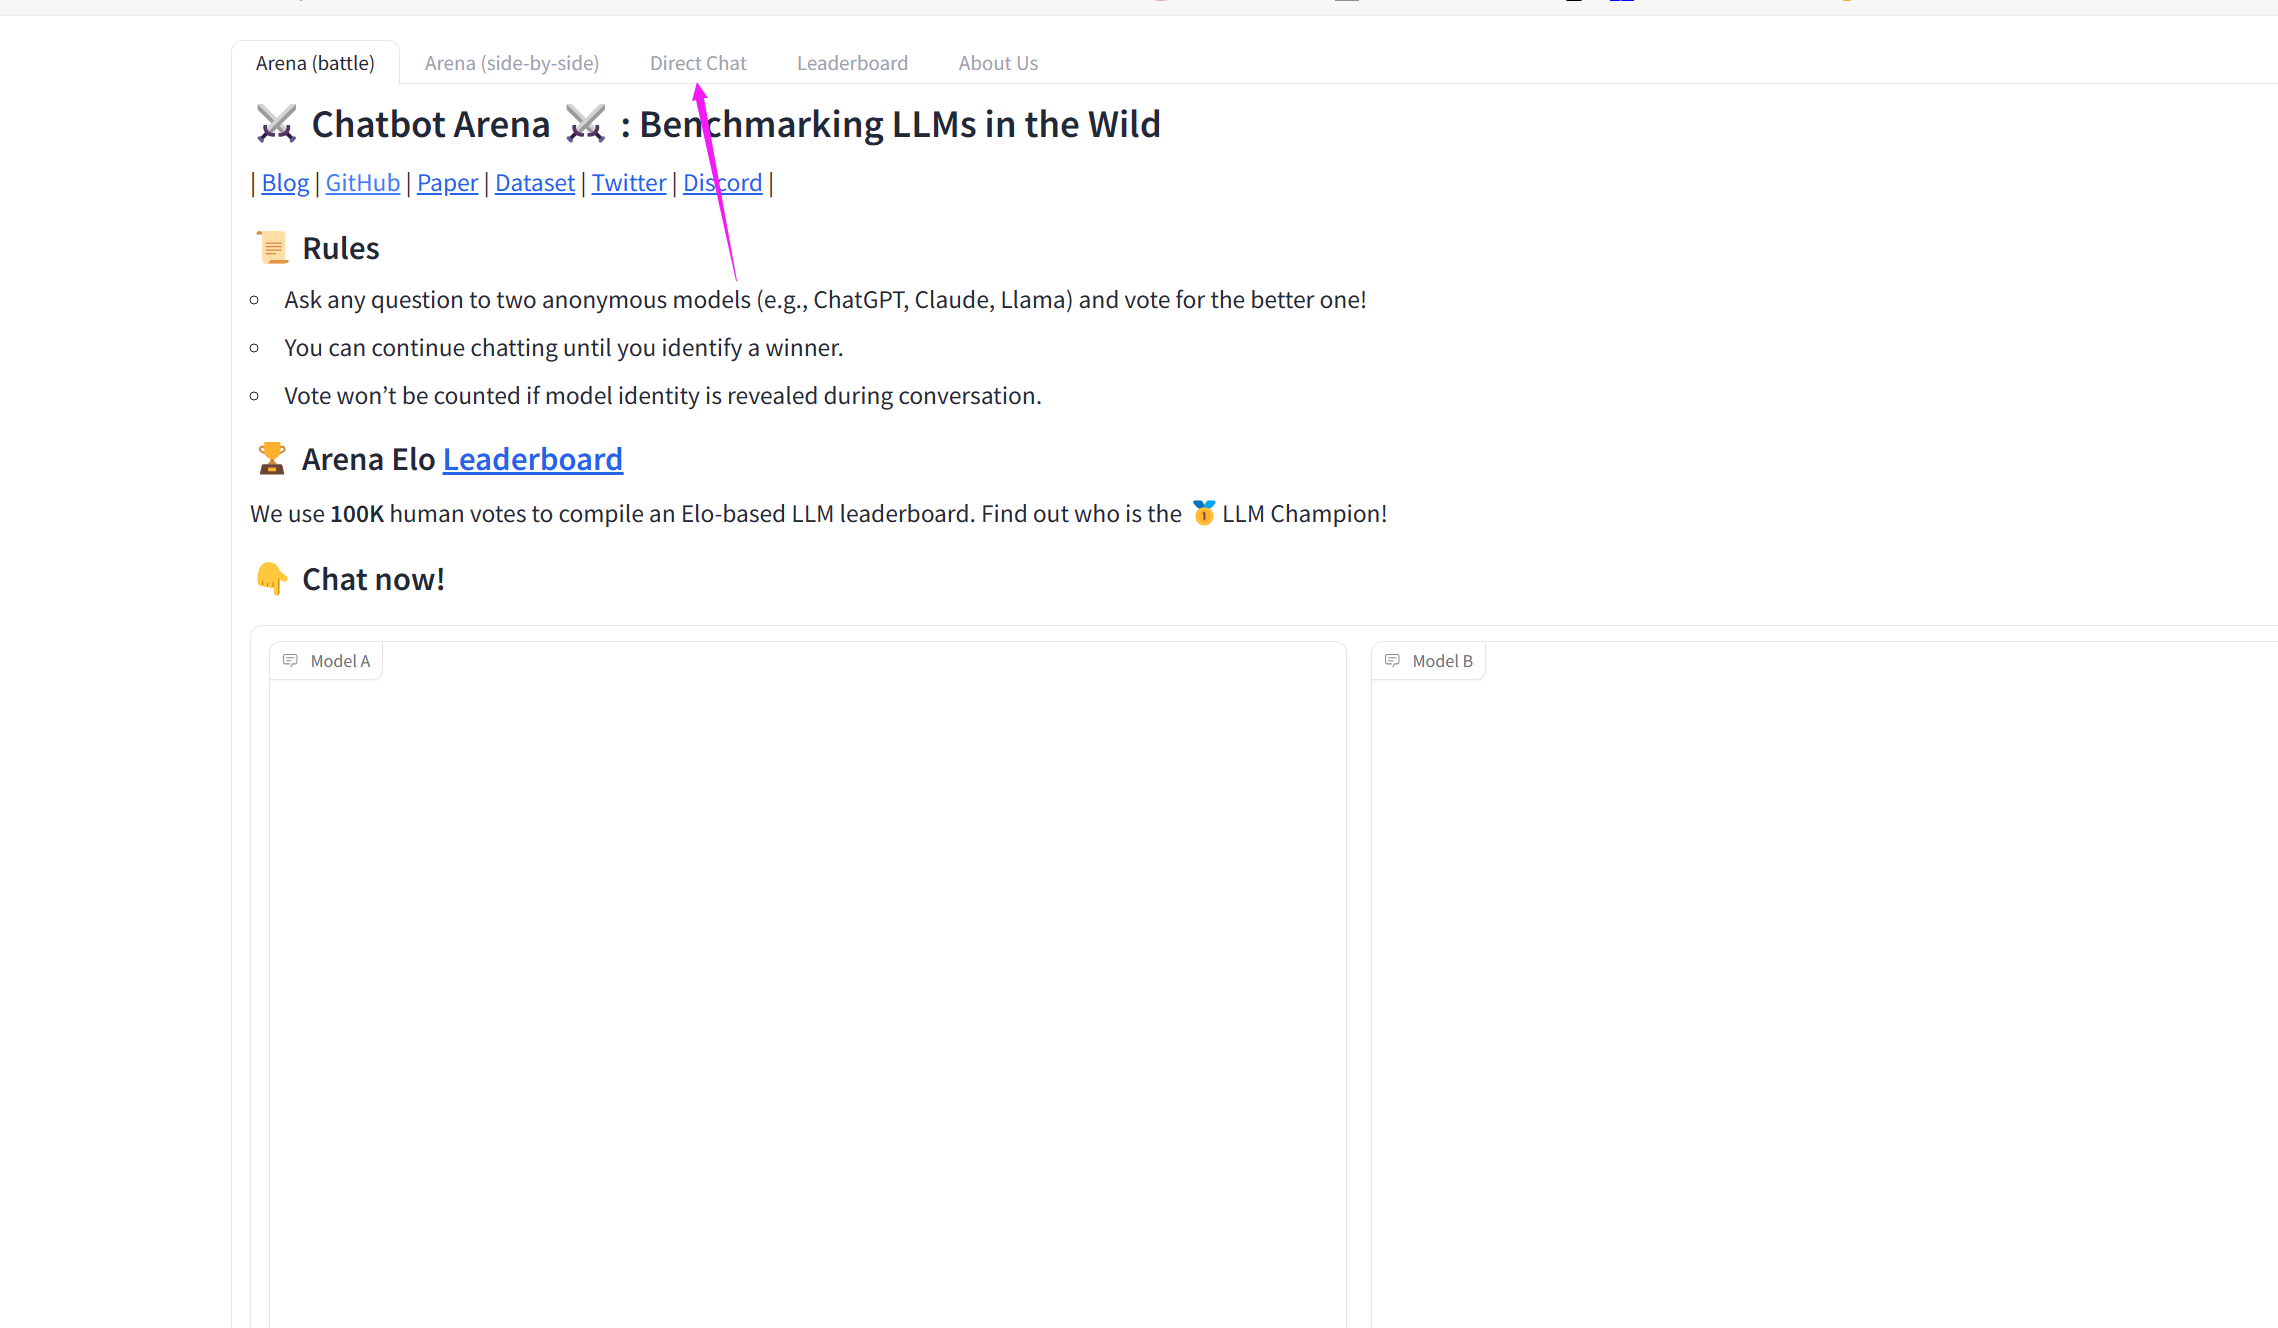 Arena (battle) Arena (side-by-side) Direct Chat Leaderboard About Us
⚔️ Chatbot Arena ⚔️ : Benchmarking LLMs in the Wild
| Blog | GitHub | Paper | Dataset | Twitter | Discord |
📜 Rules
Ask any question to two anonymous models (e.g., ChatGPT, Claude, Llama) and vote for the better one!
You can continue chatting until you identify a winner.
Vote won’t be counted if model identity is revealed during conversation.
🏆 Arena Elo Leaderboard
We use 100K human votes to compile an Elo-based LLM leaderboard. Find out who is the 🥇 LLM Champion!
👇 Chat now!
Model A
Model B